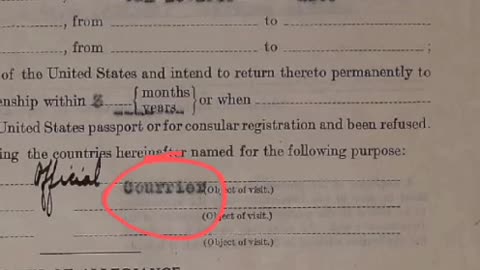 , from to
, from to ;
of the United States and intend to return thereto permanently to
enship within 3 {months years} or when
United States passport or for consular registration and been refused.
ing the countries hereinafter named for the following purpose:
Official Courrier (Object of visit.)
(Object of visit.)
(Object of visit.)